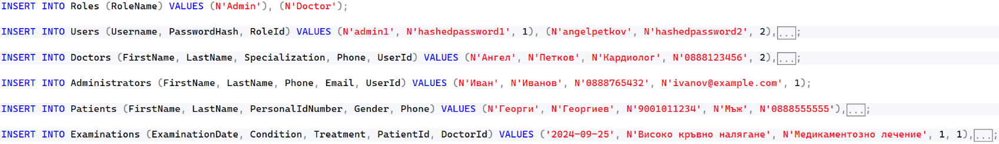 INSERT INTO Roles (RoleName) VALUES (N'Admin'), (N'Doctor');
INSERT INTO Users (Username, PasswordHash, RoleId) VALUES (N'admin1', N'hashedpassword1', 1), (N'angelpetkov', N'hashedpassword2', 2),...;
INSERT INTO Doctors (FirstName, LastName, Specialization, Phone, UserId) VALUES (N'Ангел', N'Петков', N'Кардиолог', N'0888123456', 2),...;
INSERT INTO Administrators (FirstName, LastName, Phone, Email, UserId) VALUES (N'Иван', N'Иванов', N'0888765432', N'ivanov@example.com', 1);
INSERT INTO Patients (FirstName, LastName, PersonalIdNumber, Gender, Phone) VALUES (N'Георги', N'Георгиев', N'9001011234', N'Мъж', N'0888555555'),...;
INSERT INTO Examinations (ExaminationDate, Condition, Treatment, PatientId, DoctorId) VALUES ('2024-09-25', N'Високо кръвно налягане', N'Медикаментозно лечение', 1, 1),...;